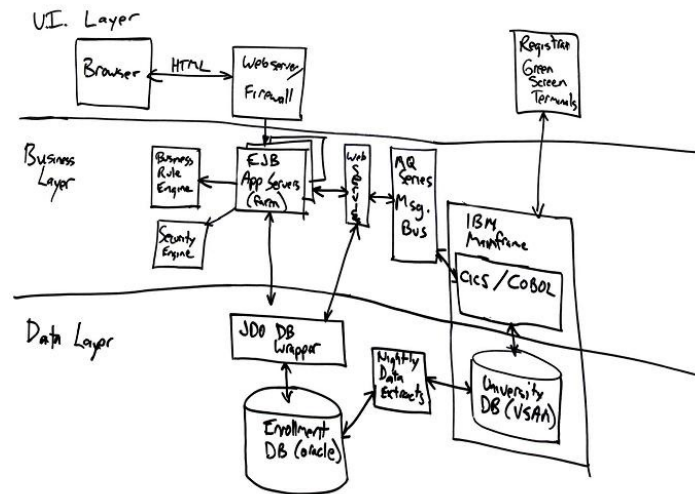 U.I. Layer
Browser
HTML
Webserver/
Firewall
Registrar
Green
Screen
Terminals
Business
Layer
Business
Rule
Engine
Security
Engine
EJB
App Servers
(Farm)
Web
Services
MQ
Series
Msg.
Bus
IBM
Mainframe
CICS/COBOL
Data Layer
JDO DB
Wrapper
Enrollment
DB (oracle)
Nightly
Data
Extracts
University
DB (VSAM)